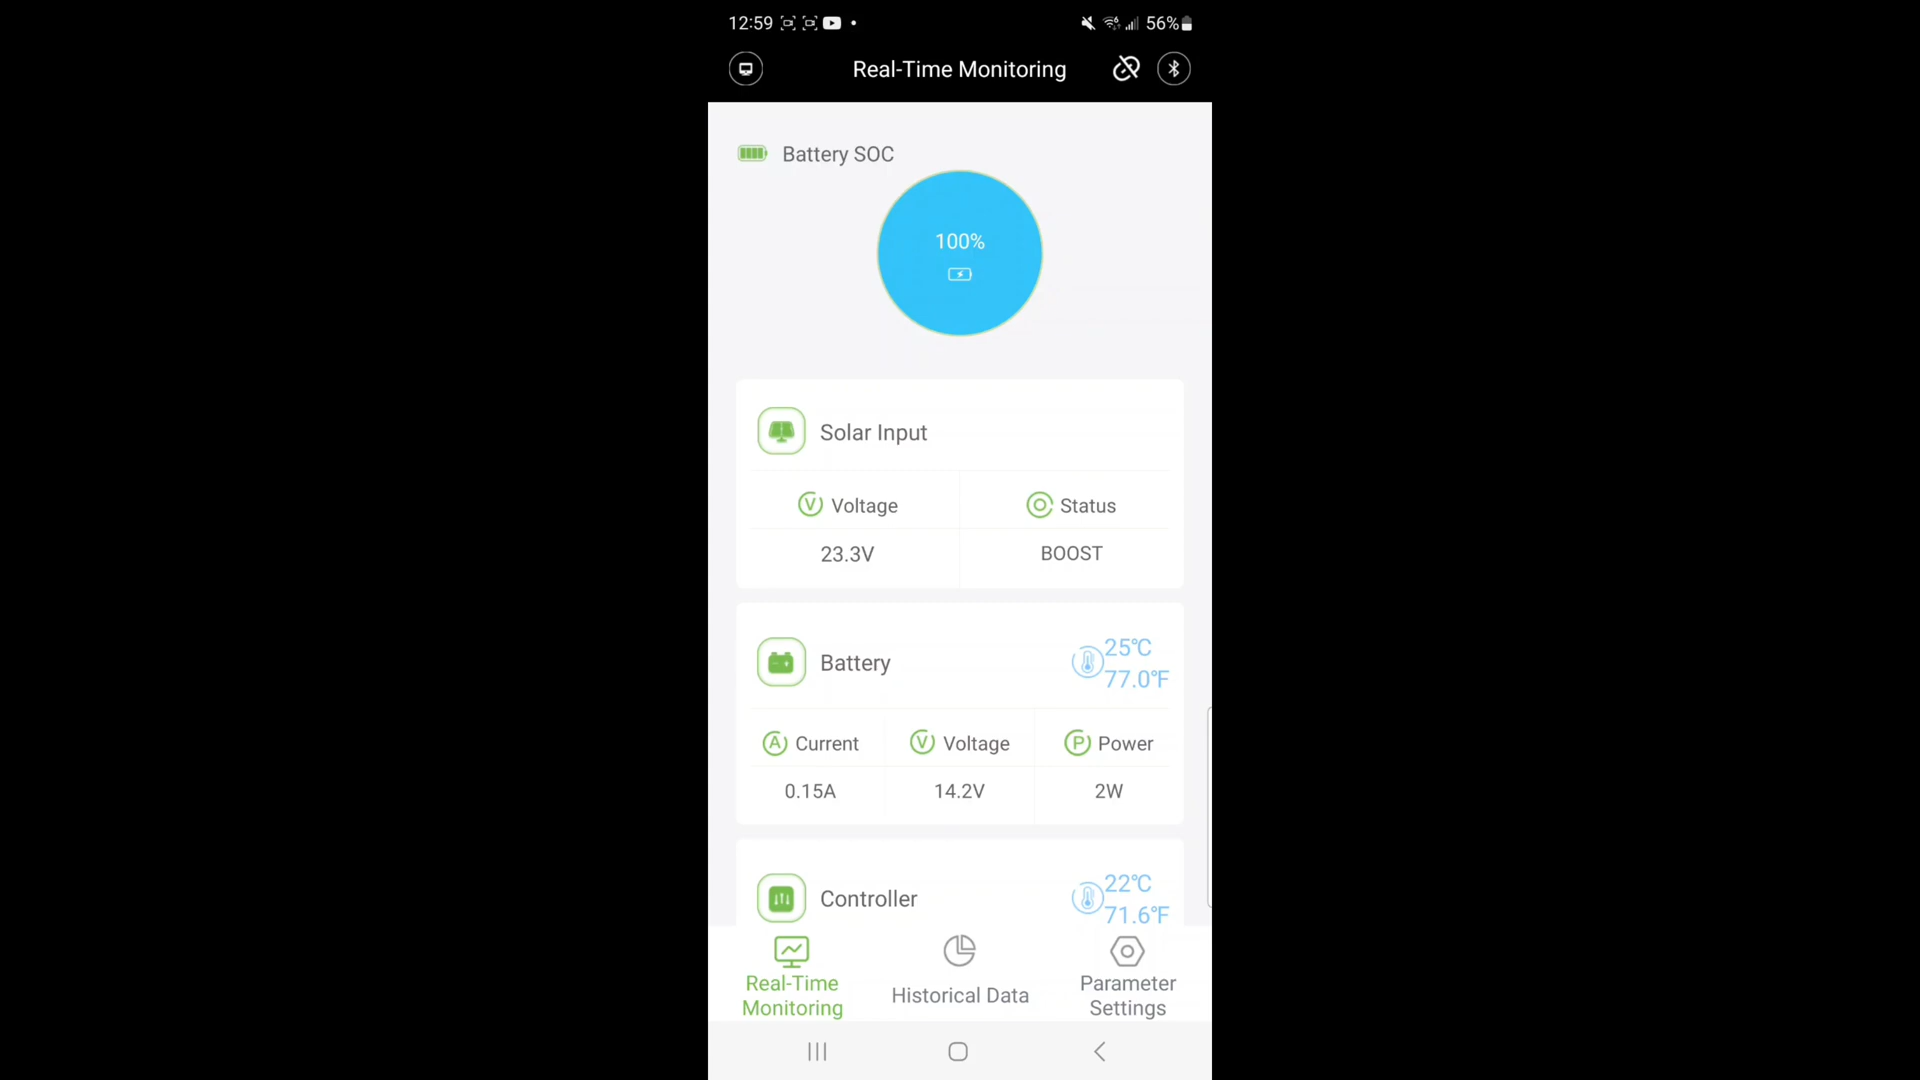 12:59
56%
Real-Time Monitoring
Battery SOC
100%
Solar Input
Voltage
Status
23.3V
BOOST
Battery
25℃
77.0℉
Current
Voltage
Power
0.15A
14.2V
2W
Controller
22℃
71.6℉
Real-Time
Monitoring
Historical Data
Parameter
Settings